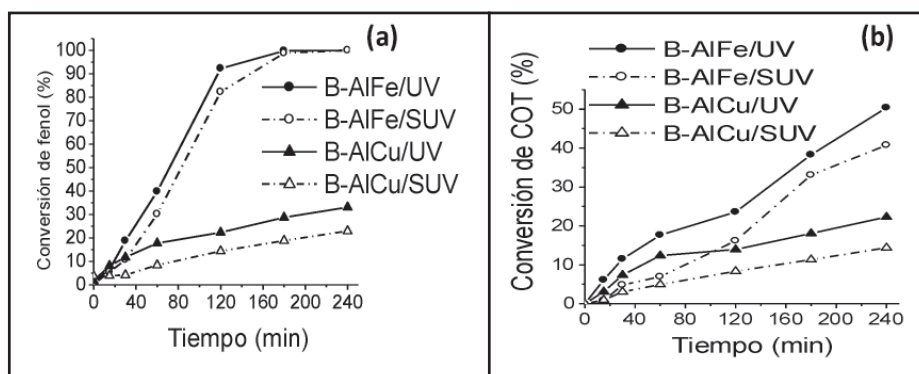 (a)
Conversión de fenol (%)
100
90
80
70
60
50
40
30
20
10
0
B-AlFe/UV
B-AlFe/SUV
B-AlCu/UV
B-AlCu/SUV
0 40 80 120 160 200 240
Tiempo (min)
(b)
Conversión de COT (%)
B-AlFe/UV
B-AlFe/SUV
B-AlCu/UV
B-AlCu/SUV
50
40
30
20
10
0
0 40 80 120 160 200 240
Tiempo (min)